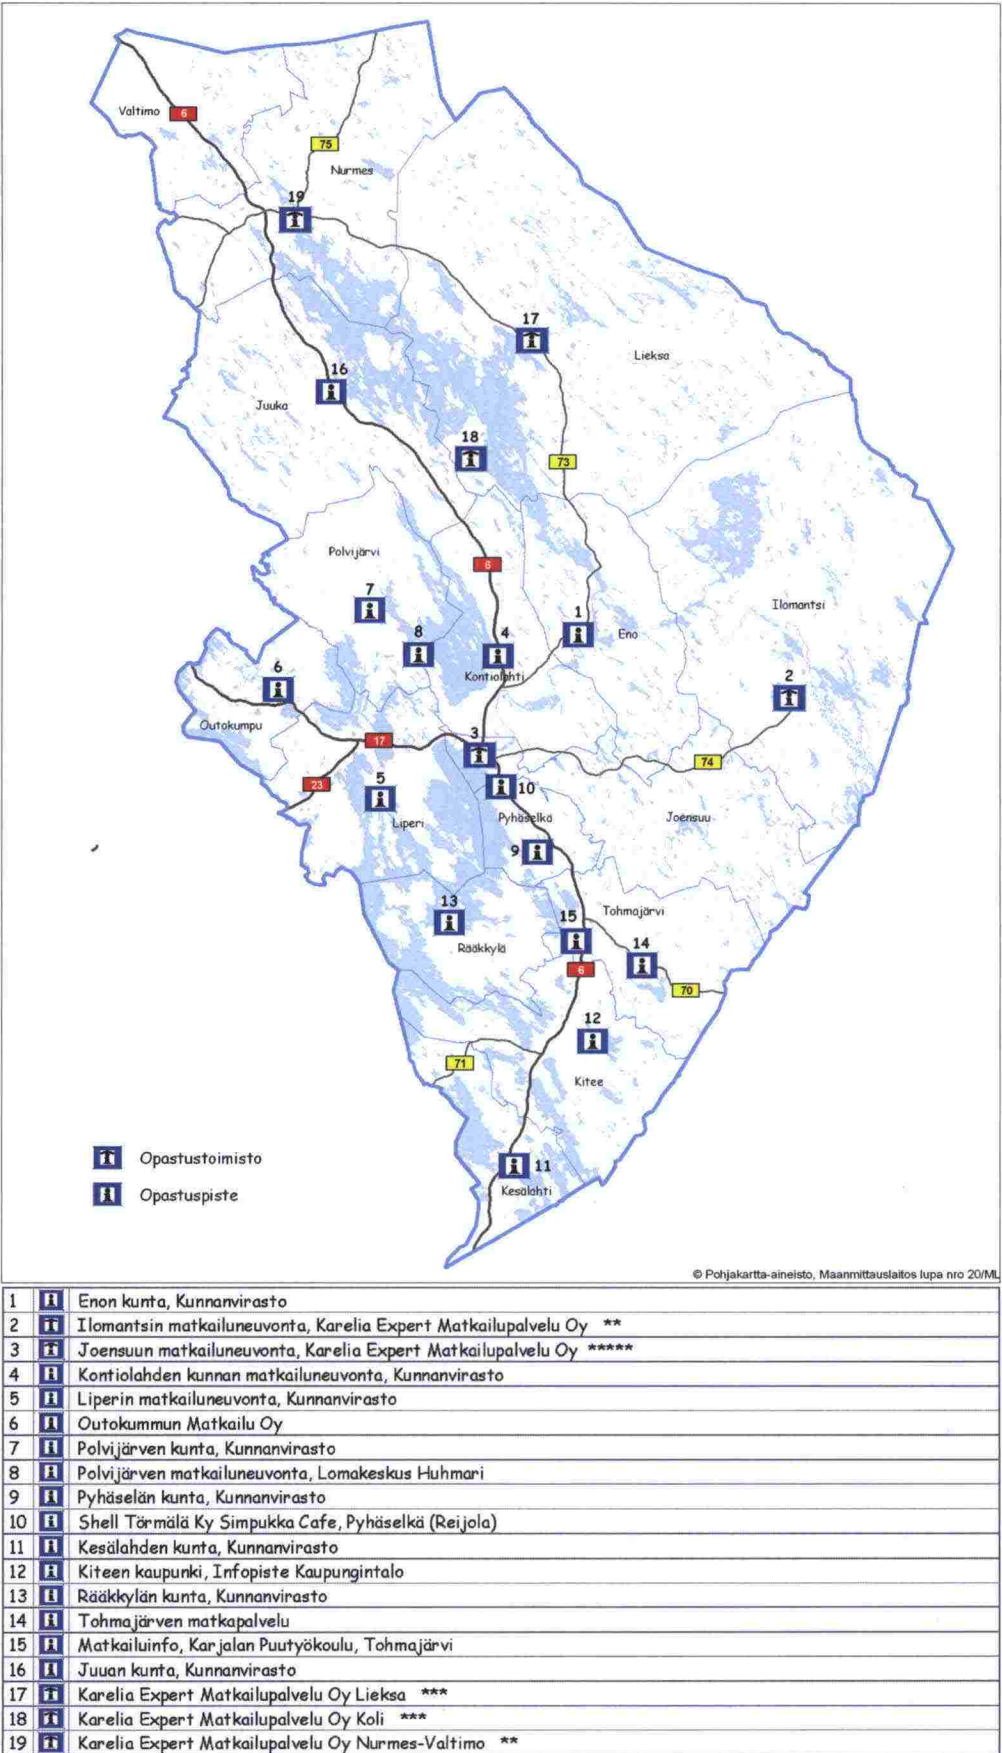 Valtimo
6
75
Nurmes
19
17
Lieksa
16
Juuka
18
73
Polvijärvi
6
7
Ilomantsi
1
8
4
Eno
Kontiolahti
6
2
Outokumpu
3
17
74
23
5
10
Liperi
Pyhäselkä
Joensuu
9
13
Tohmajärvi
15
14
Rääkkylä
6
70
12
71
Kitee
Opastustoimisto
11
Opastuspiste
Kesälahti
© Pohjakartta-aineisto, Maanmittauslaitos lupa nro 20/ML
1 Enon kunta, Kunnanvirasto
2 Ilomantsin matkailuneuvonta, Karelia Expert Matkailupalvelu Oy **
3 Joensuun matkailuneuvonta, Karelia Expert Matkailupalvelu Oy *****
4 Kontiolahden kunnan matkailuneuvonta, Kunnanvirasto
5 Liperin matkailuneuvonta, Kunnanvirasto
6 Outokummun Matkailu Oy
7 Polvijärven kunta, Kunnanvirasto
8 Polvijärven matkailuneuvonta, Lomakeskus Huhmari
9 Pyhäselän kunta, Kunnanvirasto
10 Shell Törmälä Ky Simpukka Cafe, Pyhäselkä (Reijola)
11 Kesälahden kunta, Kunnanvirasto
12 Kiteen kaupunki, Infopiste Kaupungintalo
13 Rääkkylän kunta, Kunnanvirasto
14 Tohmajärven matkapalvelu
15 Matkailuinfo, Karjalan Puutyökoulu, Tohmajärvi
16 Juuan kunta, Kunnanvirasto
17 Karelia Expert Matkailupalvelu Oy Lieksa ***
18 Karelia Expert Matkailupalvelu Oy Koli ***
19 Karelia Expert Matkailupalvelu Oy Nurmes-Valtimo **